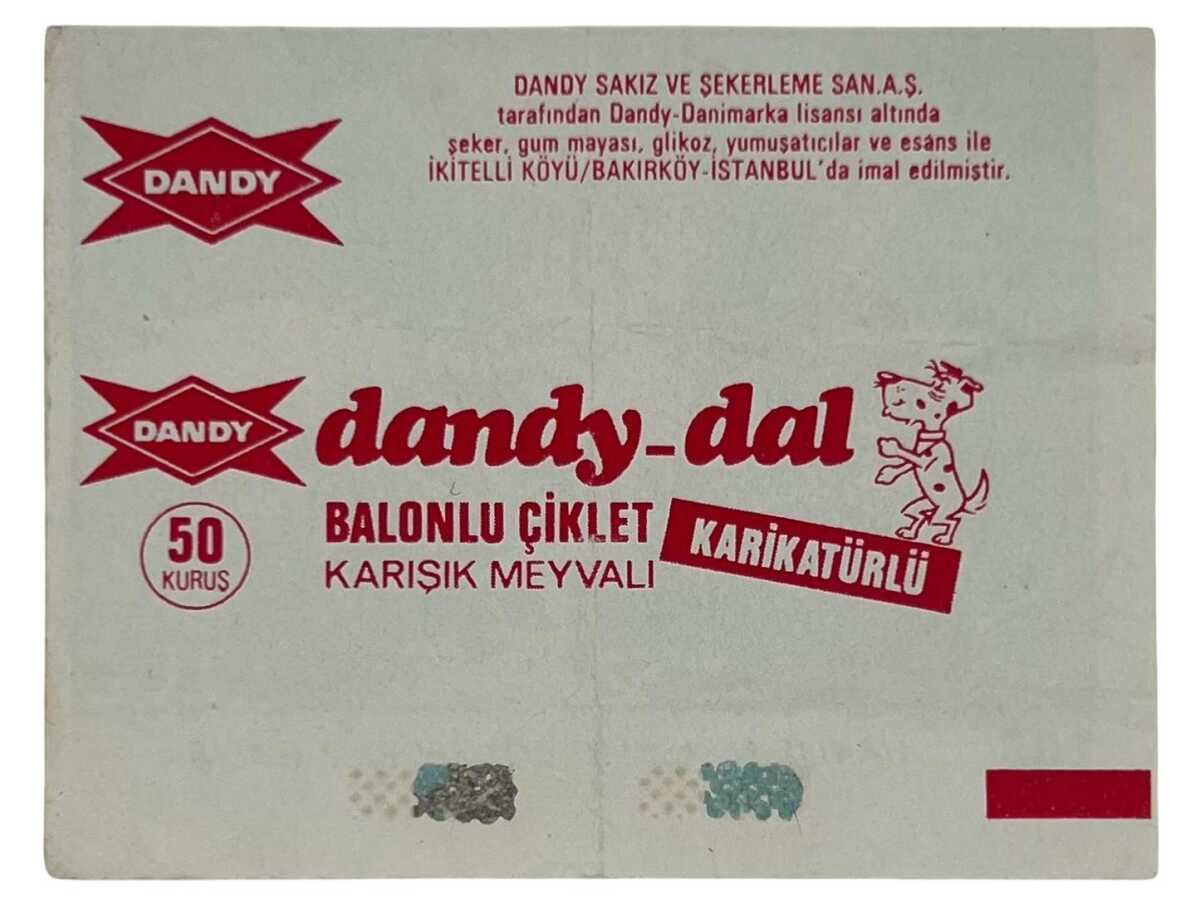 DANDY SAKIZ VE ŞEKERLEME SAN.A.Ş.
tarafından Dandy-Danimarka lisansı altında
şeker, gum mayası, glikoz, yumuşatıcılar ve esans ile
İKİTELLİ KÖYÜ/BAKIRKÖY-İSTANBUL'da imal edilmiştir.
DANDY
DANDY
dandy-dal
BALONLU ÇİKLET
KARIŞIK MEYVALI
KARİKATÜRLÜ
50
KURUŞ